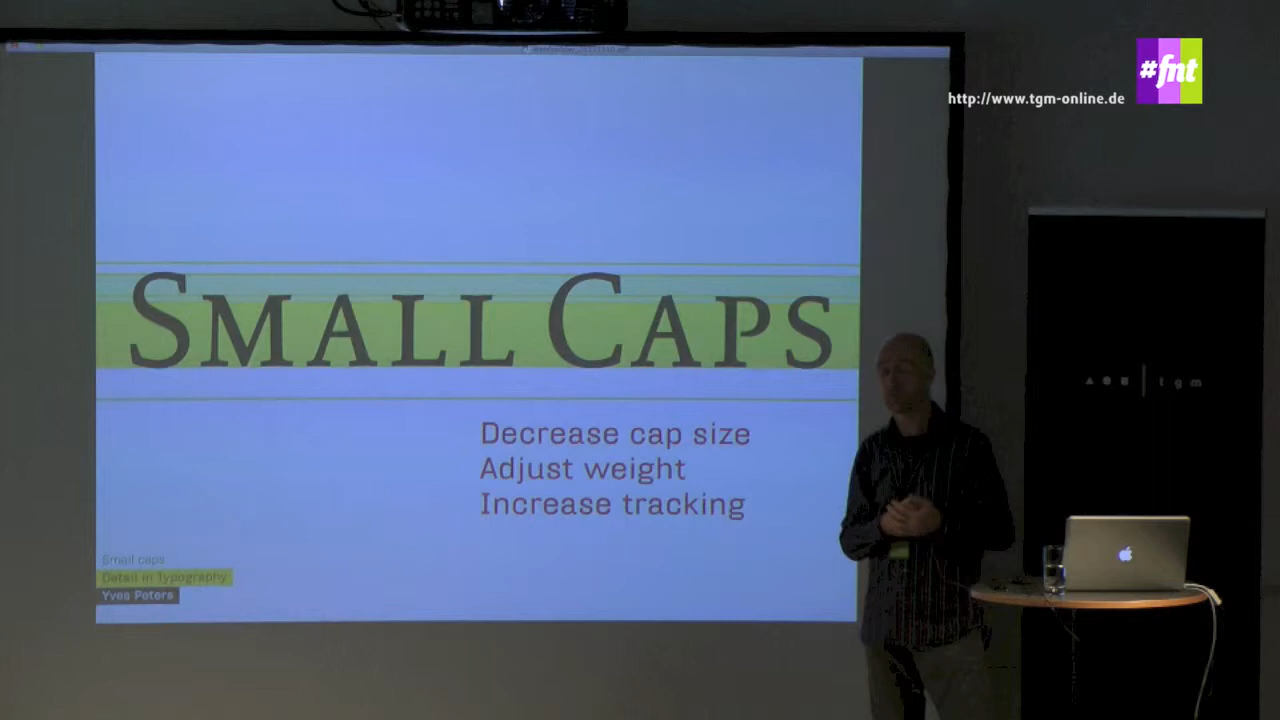 #fnt
http://www.tgm-online.de
SMALL CAPS
Decrease cap size
Adjust weight
Increase tracking
Small caps
Detail in Typography
Yves Peters
tgm